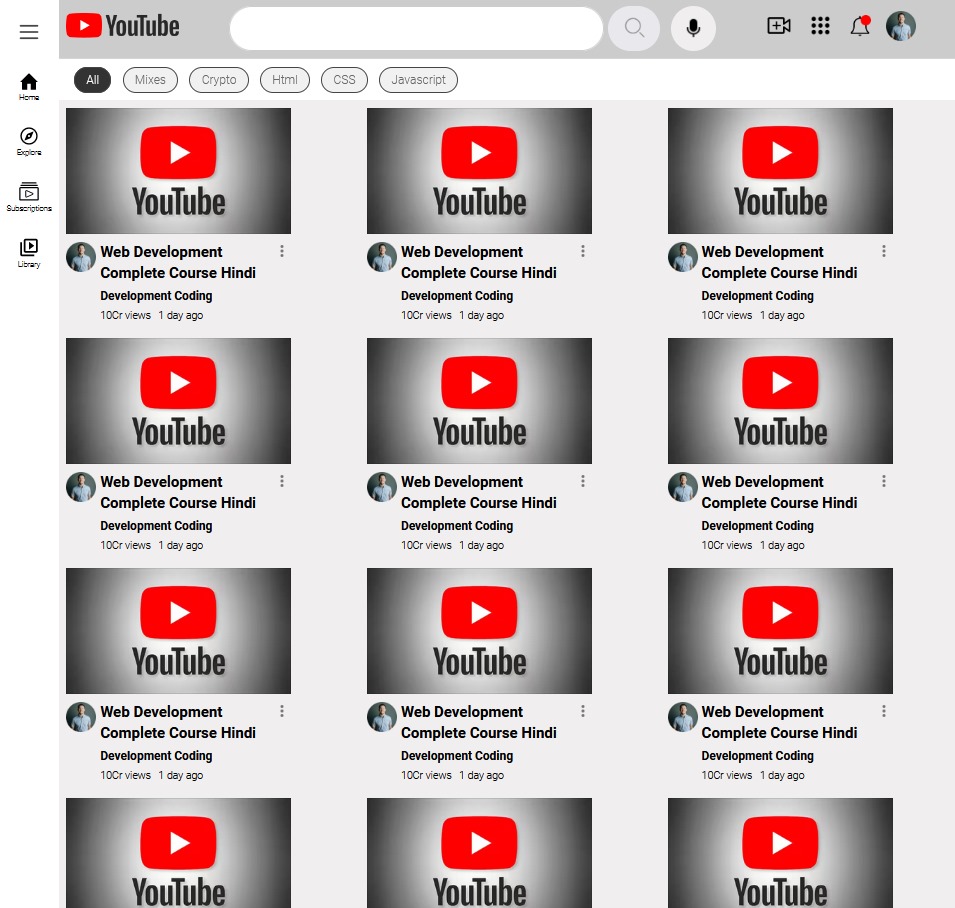 YouTube
All Mixes Crypto Html CSS Javascript
Home
Explore
Subscriptions
Library
YouTube YouTube YouTube
Web Development Web Development Web Development
Complete Course Hindi Complete Course Hindi Complete Course Hindi
Development Coding Development Coding Development Coding
10Cr views 1 day ago 10Cr views 1 day ago 10Cr views 1 day ago
YouTube YouTube YouTube
Web Development Web Development Web Development
Complete Course Hindi Complete Course Hindi Complete Course Hindi
Development Coding Development Coding Development Coding
10Cr views 1 day ago 10Cr views 1 day ago 10Cr views 1 day ago
YouTube YouTube YouTube
Web Development Web Development Web Development
Complete Course Hindi Complete Course Hindi Complete Course Hindi
Development Coding Development Coding Development Coding
10Cr views 1 day ago 10Cr views 1 day ago 10Cr views 1 day ago
YouTube YouTube YouTube